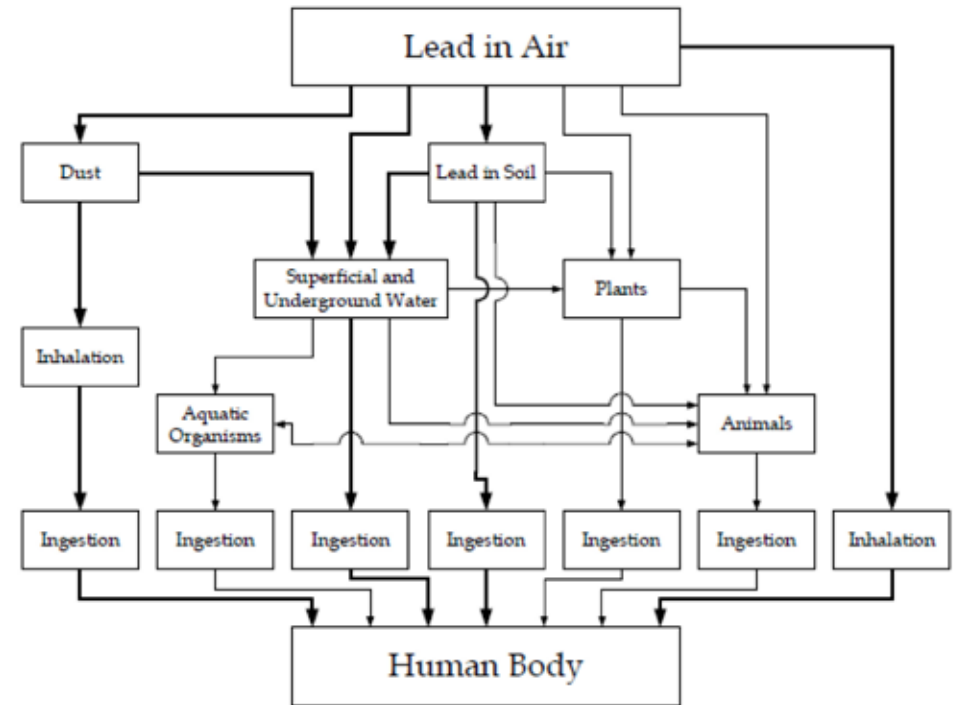 Lead in Air
Dust
Lead in Soil
Superficial and
Underground Water
Plants
Inhalation
Aquatic
Organisms
Animals
Ingestion
Ingestion
Ingestion
Ingestion
Ingestion
Ingestion
Inhalation
Human Body